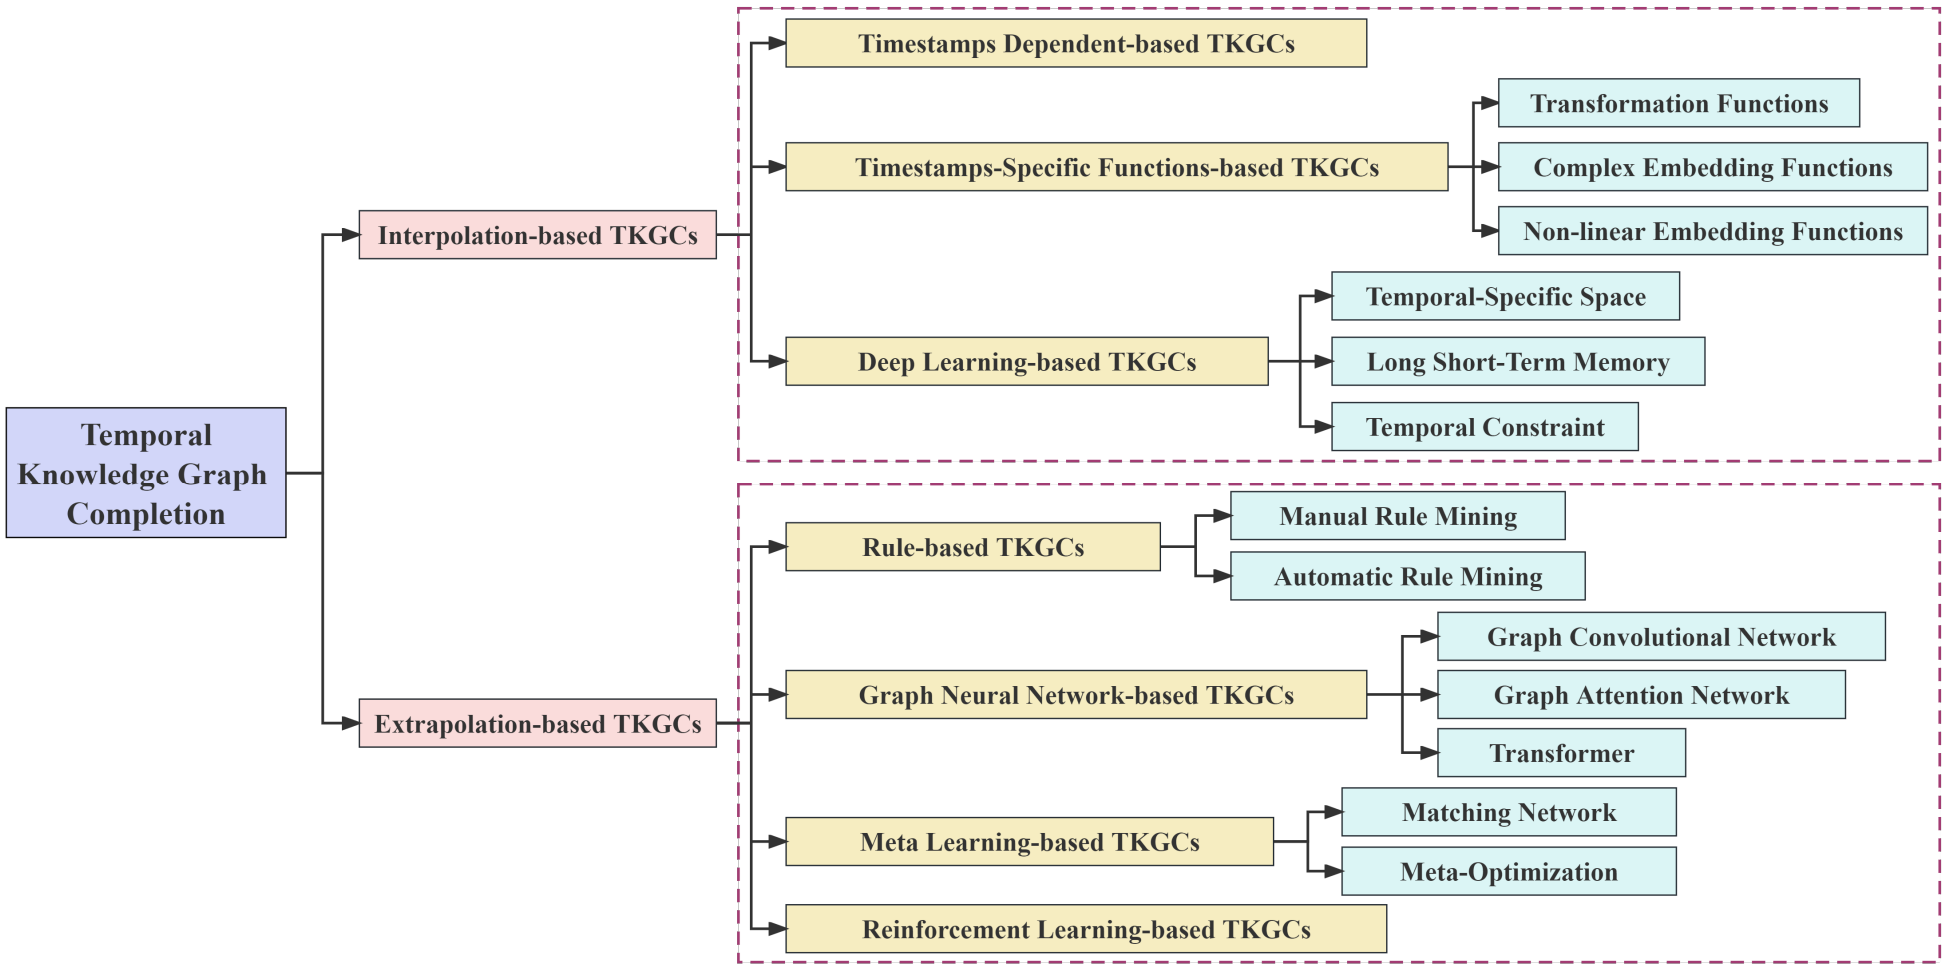 Temporal
Knowledge Graph
Completion
Interpolation-based TKGCs
Timestamps Dependent-based TKGCs
Timestamps-Specific Functions-based TKGCs
Transformation Functions
Complex Embedding Functions
Non-linear Embedding Functions
Deep Learning-based TKGCs
Temporal-Specific Space
Long Short-Term Memory
Temporal Constraint
Extrapolation-based TKGCs
Rule-based TKGCs
Manual Rule Mining
Automatic Rule Mining
Graph Neural Network-based TKGCs
Graph Convolutional Network
Graph Attention Network
Transformer
Meta Learning-based TKGCs
Matching Network
Meta-Optimization
Reinforcement Learning-based TKGCs